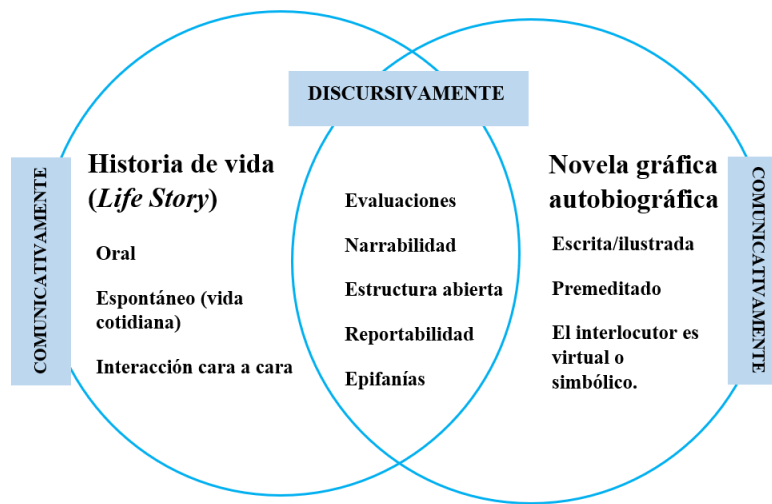 DISCURSIVAMENTE
COMUNICATIVAMENTE
Historia de vida
(Life Story)
Oral
Espontáneo (vida
cotidiana)
Interacción cara a cara
Evaluaciones
Narrabilidad
Estructura abierta
Reportabilidad
Epifanías
Novela gráfica
autobiográfica
Escrita/ilustrada
Premeditado
El interlocutor es
virtual o
simbólico.
COMUNICATIVAMENTE